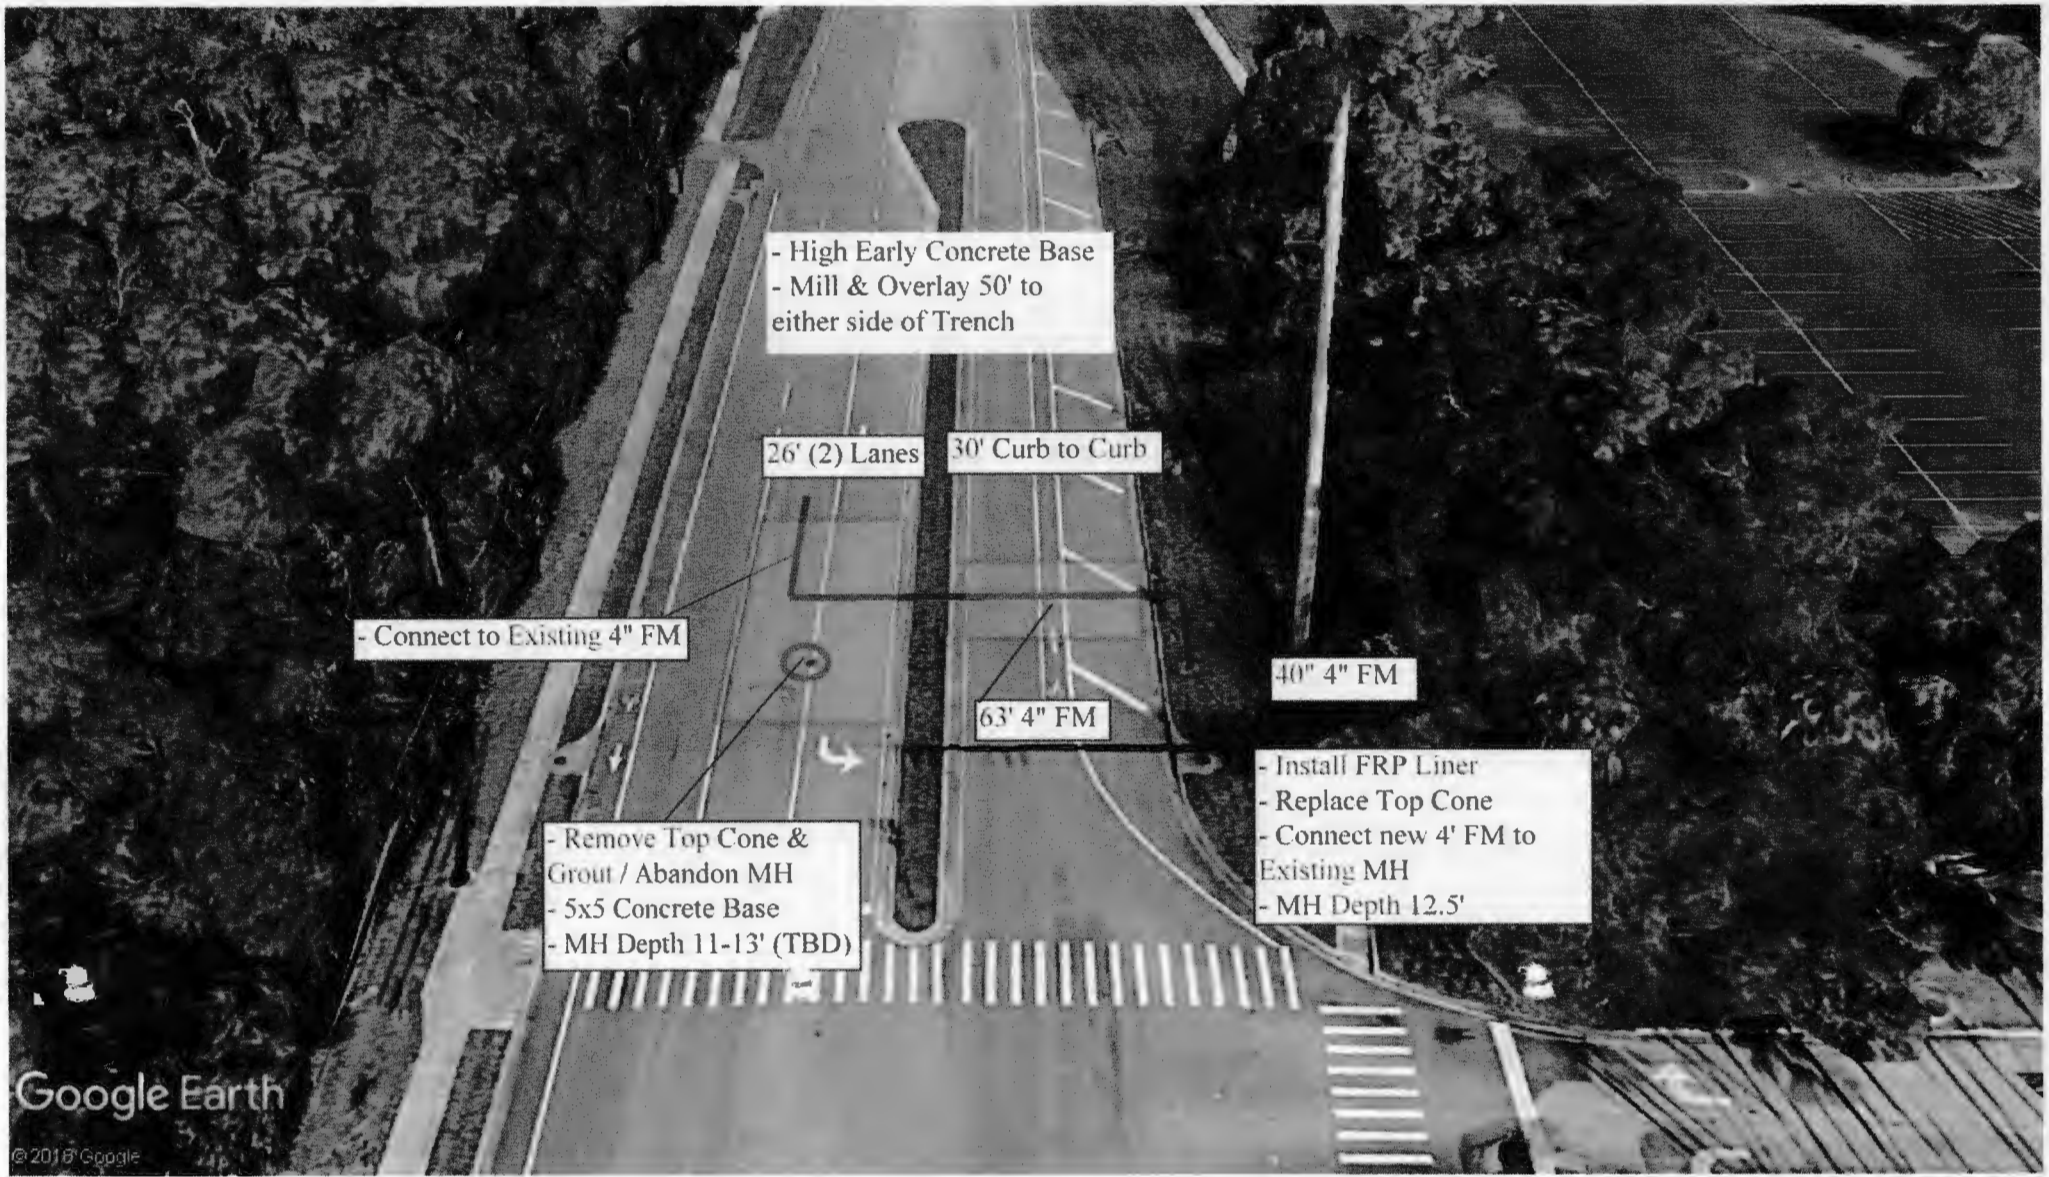 - High Early Concrete Base
- Mill & Overlay 50' to
either side of Trench
26' (2) Lanes
30' Curb to Curb
- Connect to Existing 4" FM
40" 4" FM
63' 4" FM
- Install FRP Liner
- Replace Top Cone
- Connect new 4' FM to
Existing MH
- MH Depth 12.5'
- Remove Top Cone &
Grout / Abandon MH
- 5x5 Concrete Base
- MH Depth 11-13' (TBD)
Google Earth
© 2018 Google